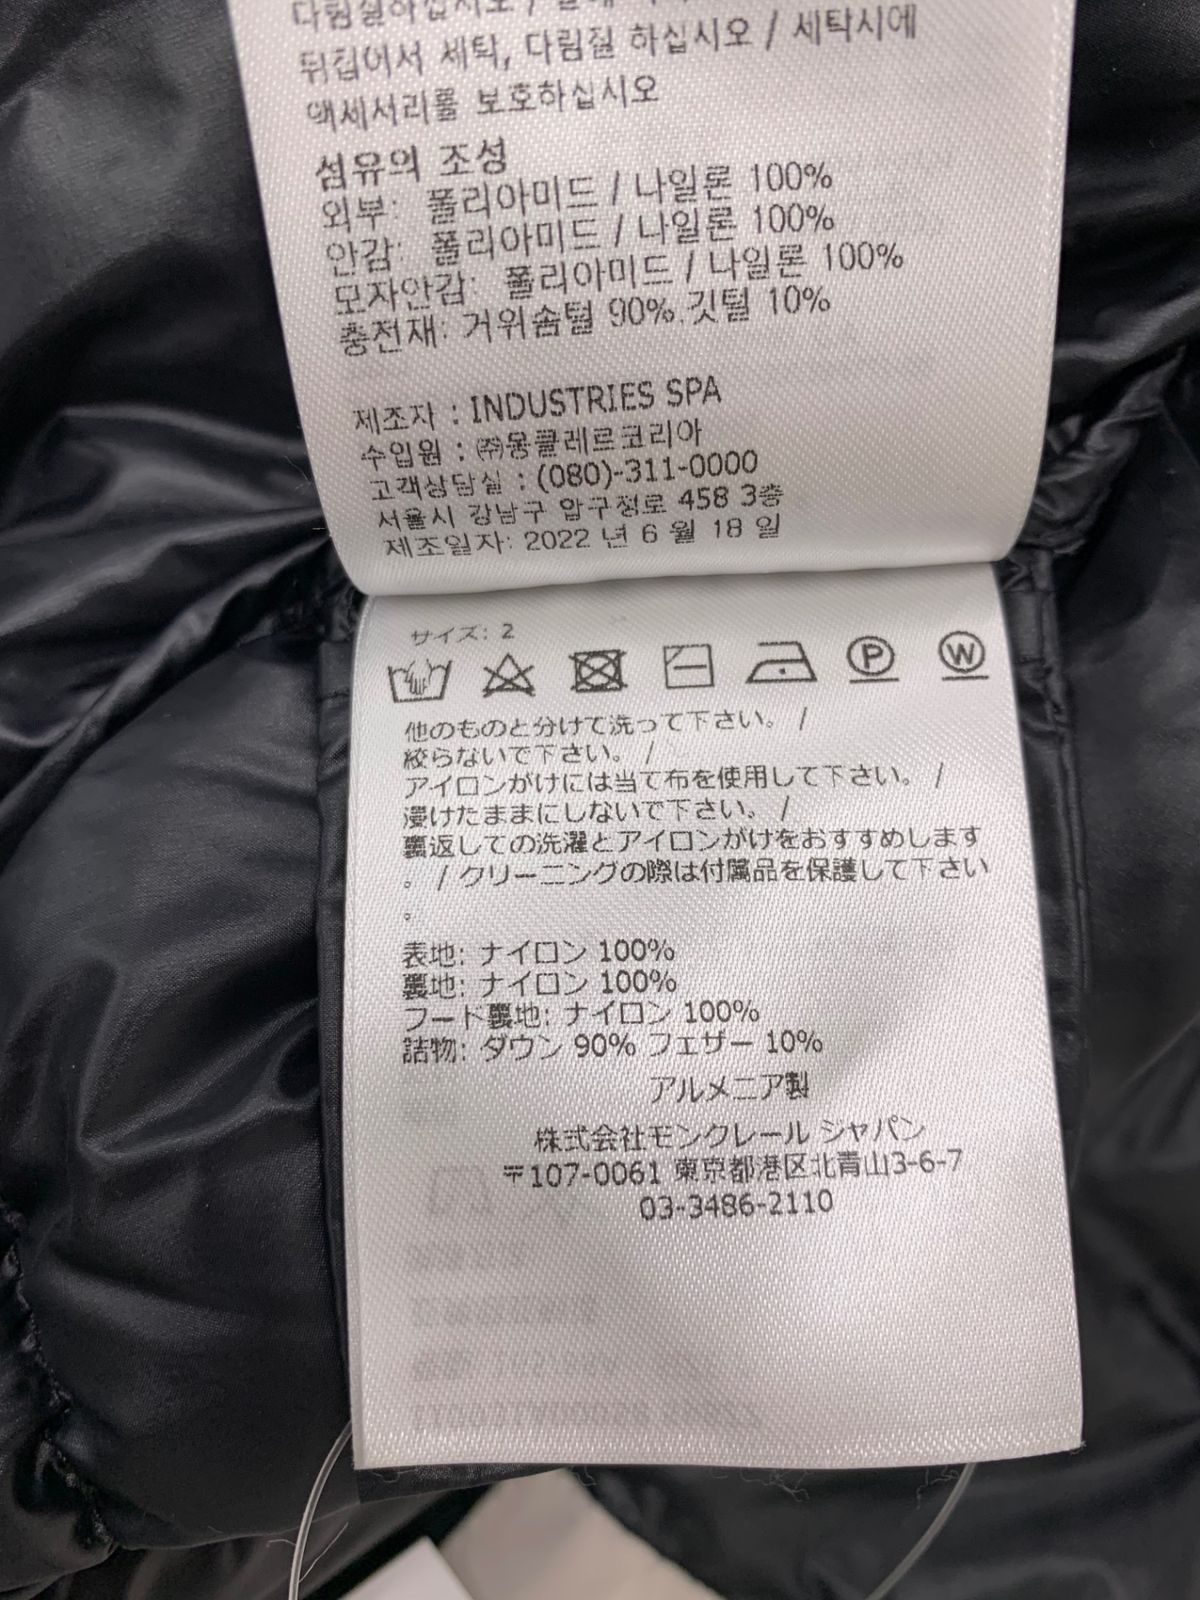 다림질하십시오 /
뒤집어서 세탁, 다림질 하십시오 / 세탁시에
액세서리를 보호하십시오
섬유의 조성
외부: 폴리아미드 / 나일론 100%
안감: 폴리아미드 / 나일론 100%
모자안감: 폴리아미드 / 나일론 100%
충전재: 거위솜털 90%.깃털 10%
제조자 : INDUSTRIES SPA
수입원 : ㈜몽클레르코리아
고객상담실 : (080)-311-0000
서울시 강남구 압구정로 458 3층
제조일자: 2022 년 6 월 18 일
サイズ: 2
P W
他のものと分けて洗って下さい。 /
絞らないで下さい。 /
アイロンがけには当て布を使用して下さい。 /
浸けたままにしないで下さい。 /
裏返しての洗濯とアイロンがけをおすすめします
。 / クリーニングの際は付属品を保護して下さい
。
表地: ナイロン 100%
裏地: ナイロン 100%
フード裏地: ナイロン 100%
詰物: ダウン 90% フェザー 10%
アルメニア製
株式会社モンクレール ジャパン
〒107-0061 東京都港区北青山3-6-7
03-3486-2110